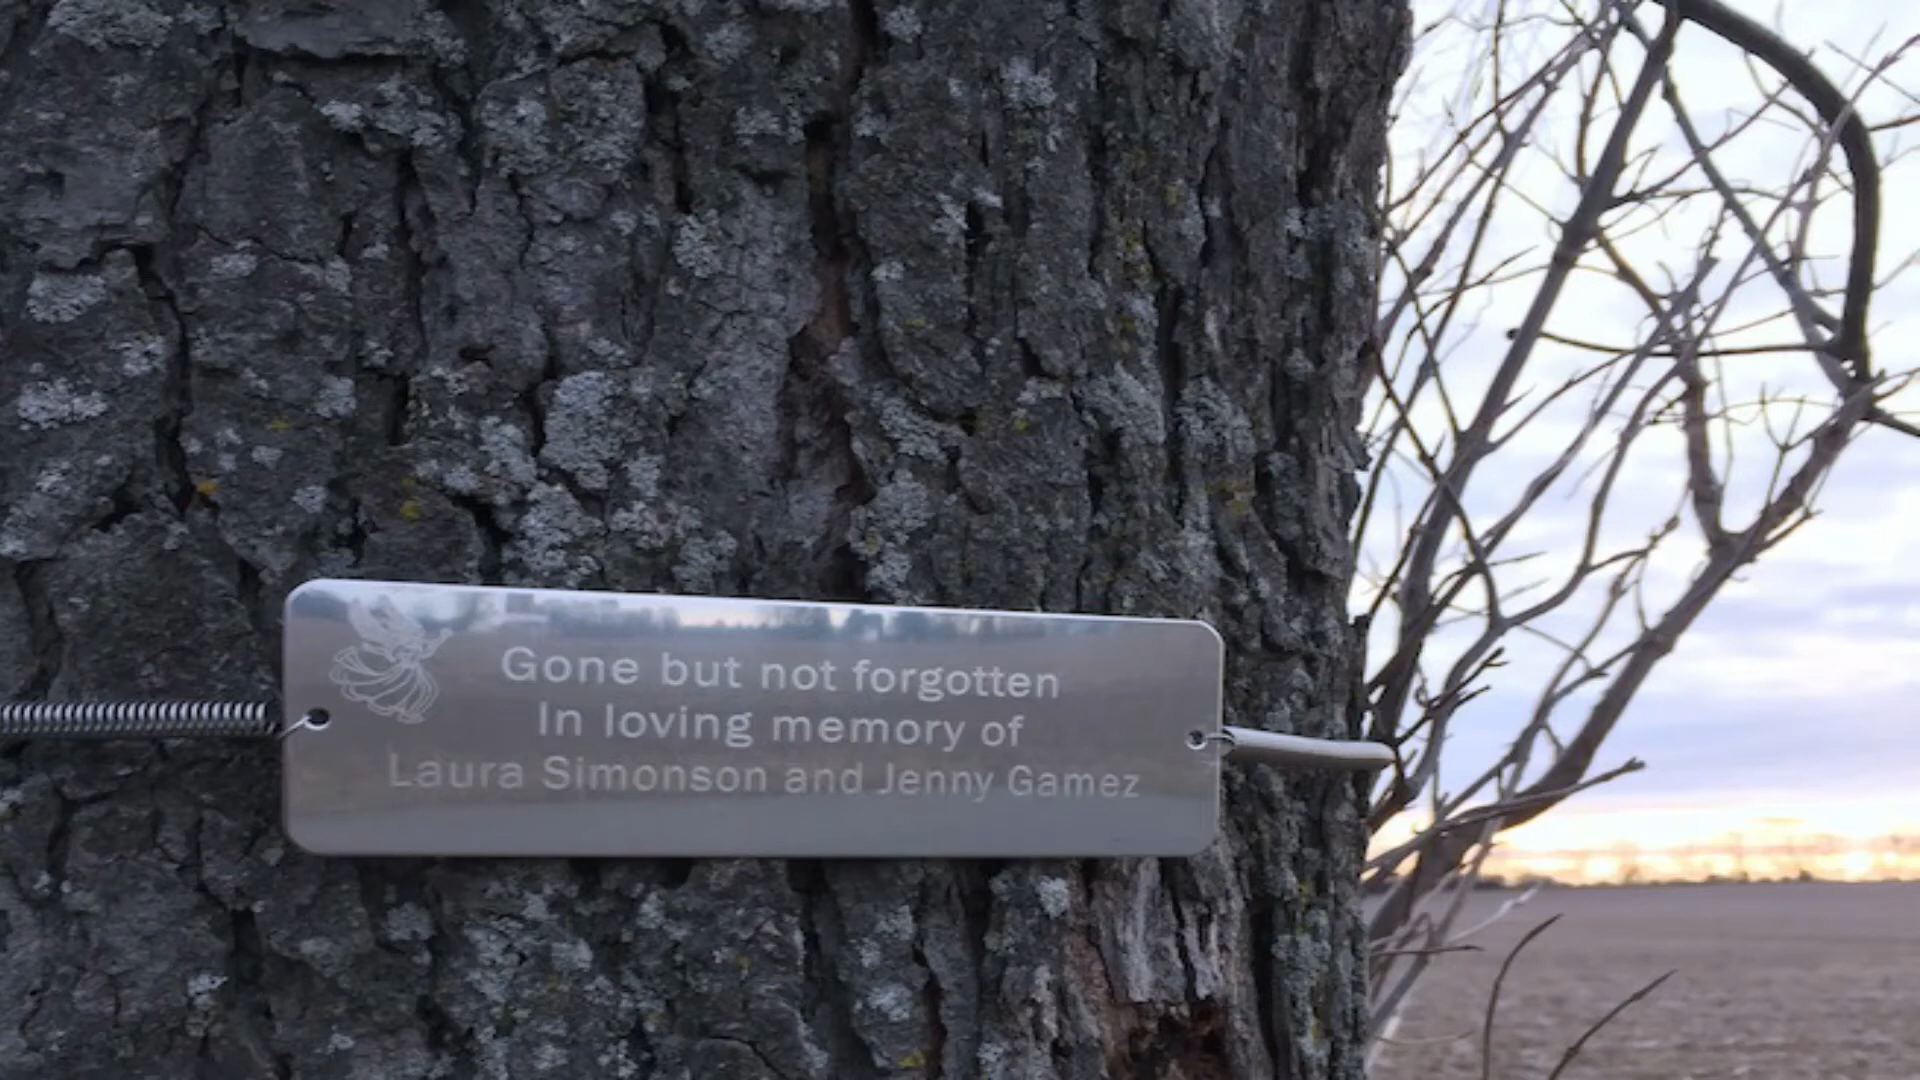 Gone but not forgotten
In loving memory of
Laura Simonson and Jenny Gamez